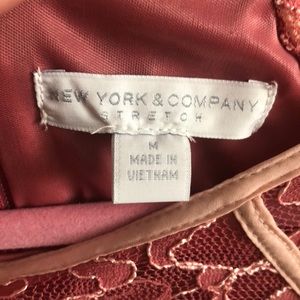 NEW YORK & COMPANY
STRETCH
M
MADE IN
VIETNAM